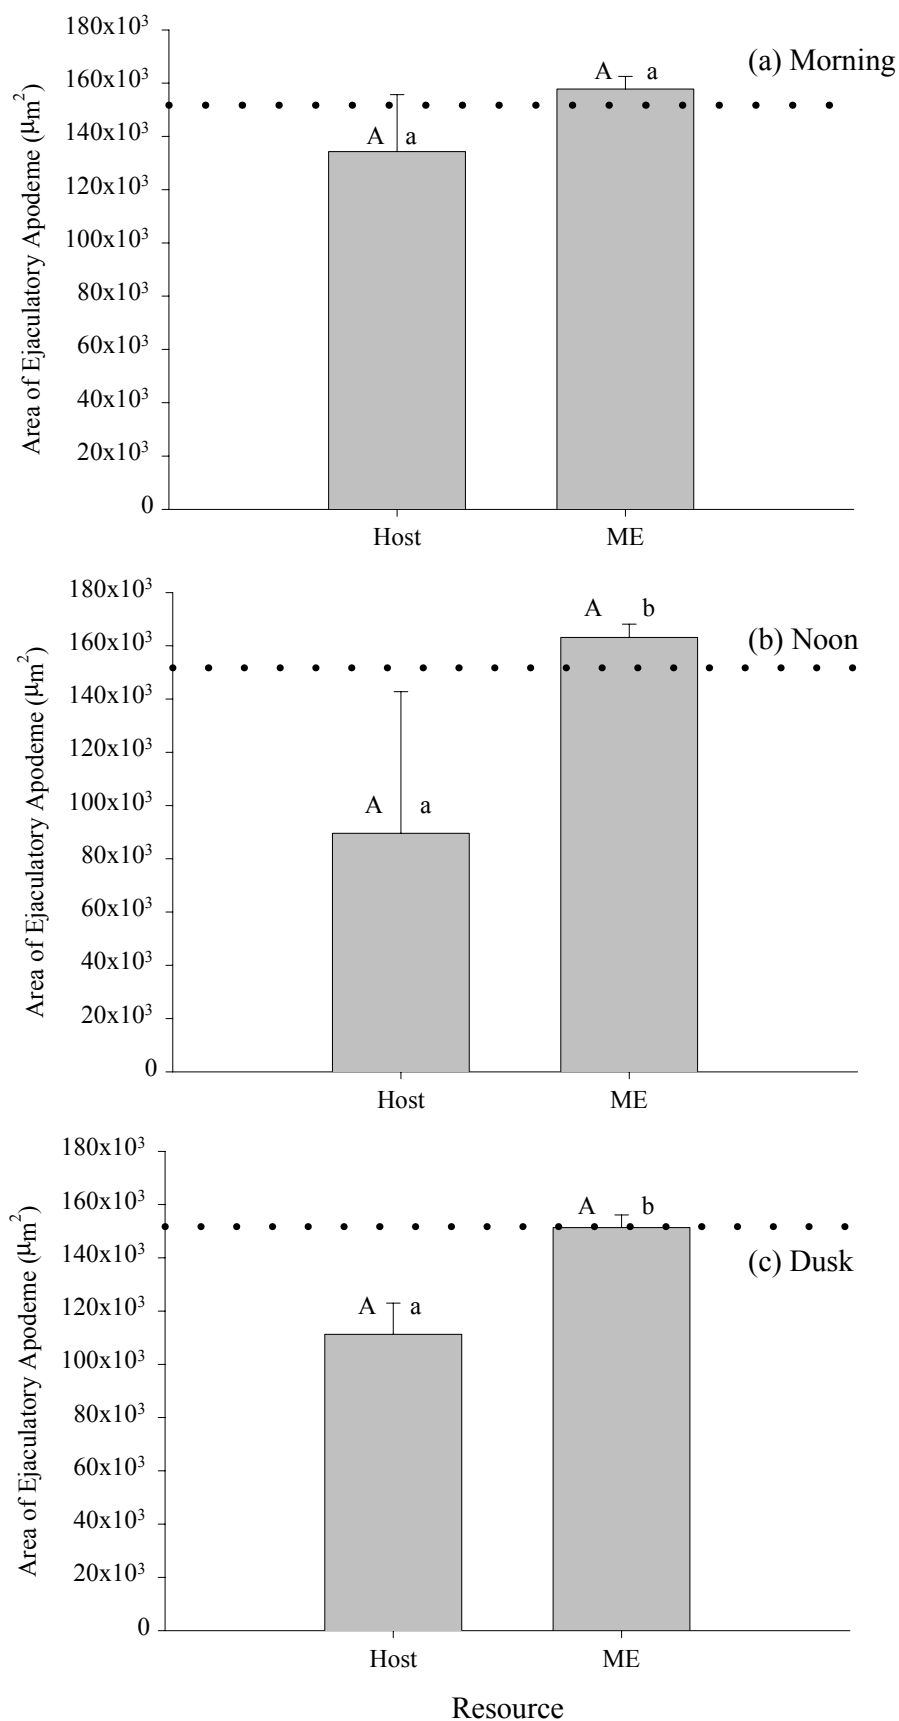 (a) Morning
Area of Ejaculatory Apodeme (μm²)
180x10³
160x10³
140x10³
120x10³
100x10³
80x10³
60x10³
40x10³
20x10³
0
A a
A a
Host ME
(b) Noon
Area of Ejaculatory Apodeme (μm²)
180x10³
160x10³
140x10³
120x10³
100x10³
80x10³
60x10³
40x10³
20x10³
0
A a
A b
Host ME
(c) Dusk
Area of Ejaculatory Apodeme (μm²)
180x10³
160x10³
140x10³
120x10³
100x10³
80x10³
60x10³
40x10³
20x10³
0
A a
A b
Host ME
Resource